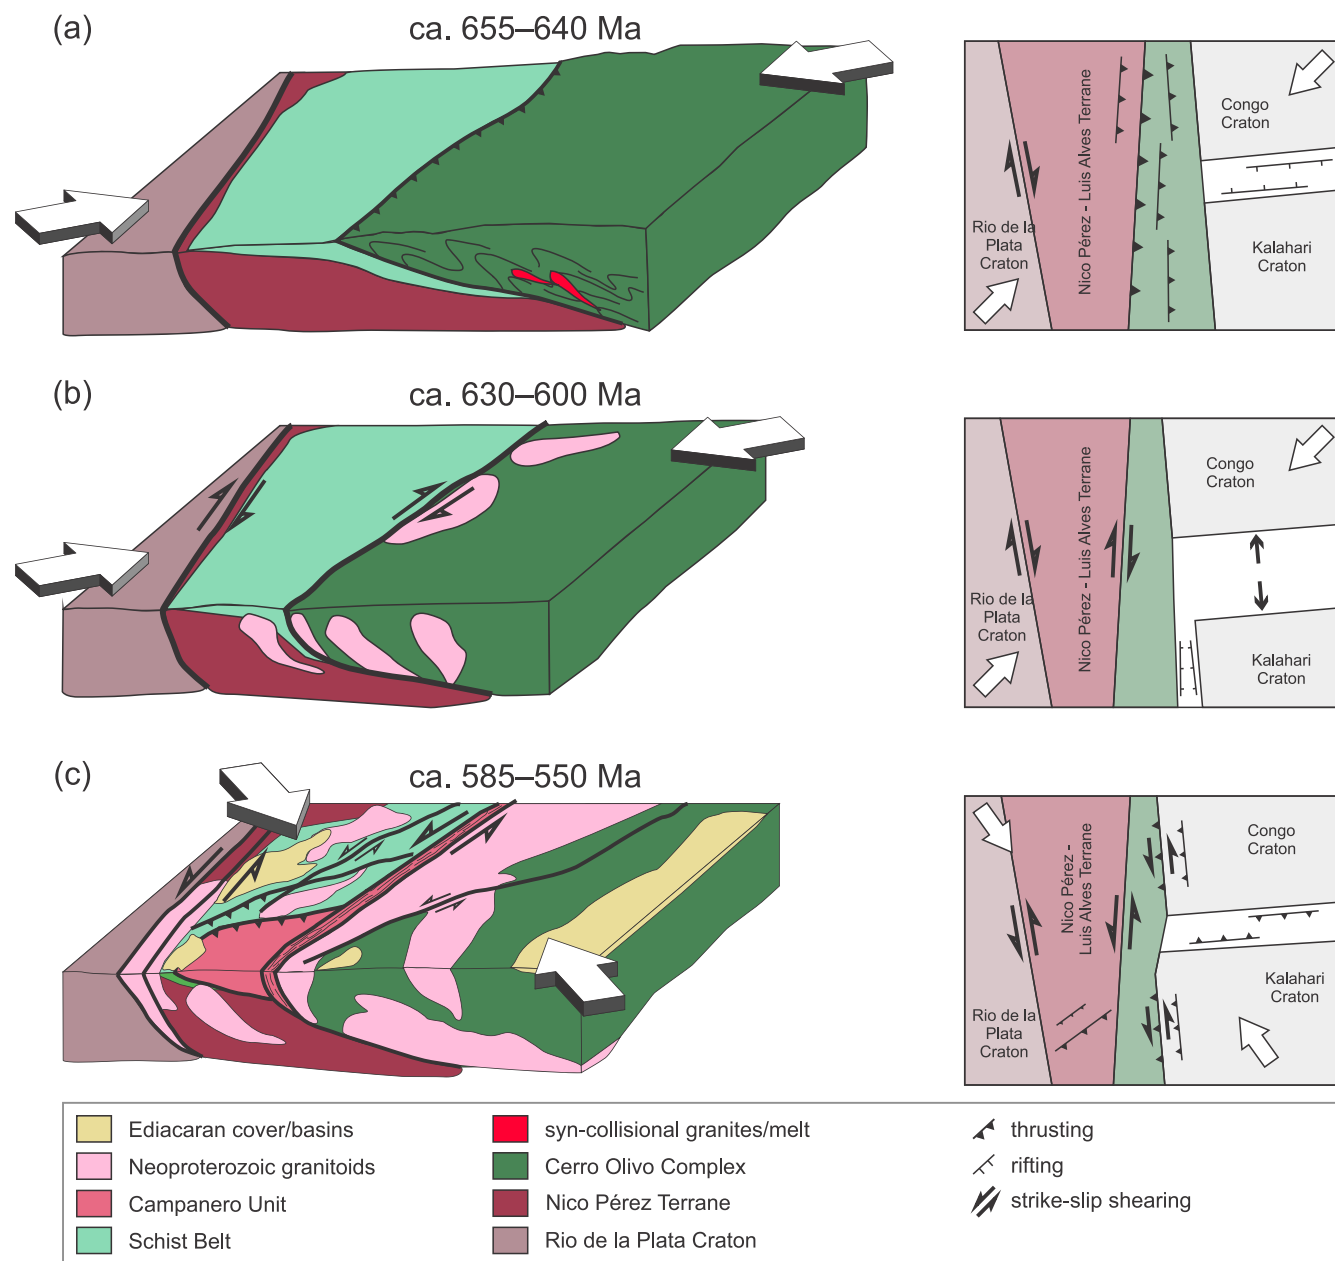 (a)
ca. 655–640 Ma
Nico Pérez - Luis Alves Terrane
Congo
Craton
Rio de la
Plata
Craton
Kalahari
Craton
(b)
ca. 630–600 Ma
Nico Pérez - Luis Alves Terrane
Congo
Craton
Rio de la
Plata
Craton
Kalahari
Craton
(c)
ca. 585–550 Ma
Nico Pérez -
Luis Alves Terrane
Congo
Craton
Rio de la
Plata
Craton
Kalahari
Craton
Ediacaran cover/basins
Neoproterozoic granitoids
Campanero Unit
Schist Belt
syn-collisional granites/melt
Cerro Olivo Complex
Nico Pérez Terrane
Rio de la Plata Craton
thrusting
rifting
strike-slip shearing